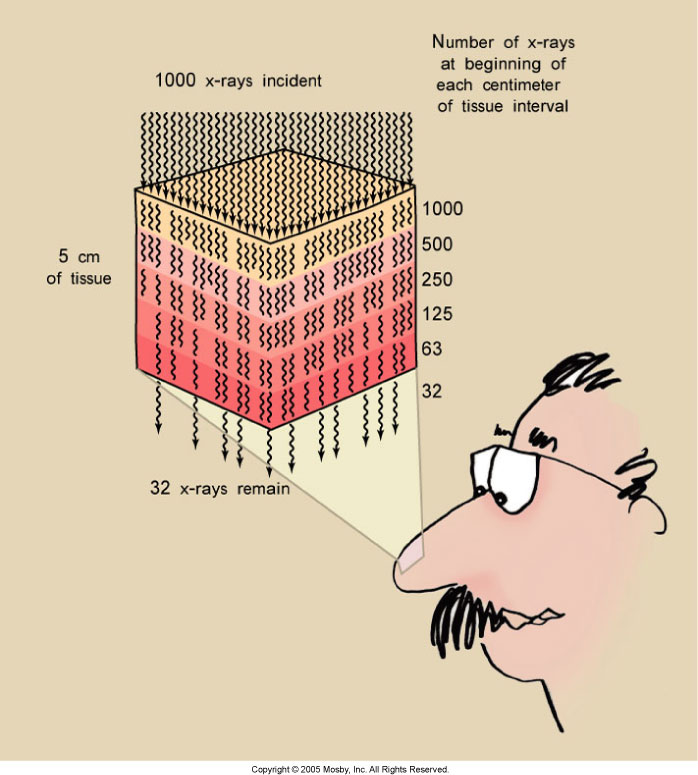 Number of x-rays
at beginning of
each centimeter
of tissue interval
1000 x-rays incident
1000
500
5 cm
of tissue
250
125
63
32
32 x-rays remain
Copyright © 2005 Mosby, Inc. All Rights Reserved.